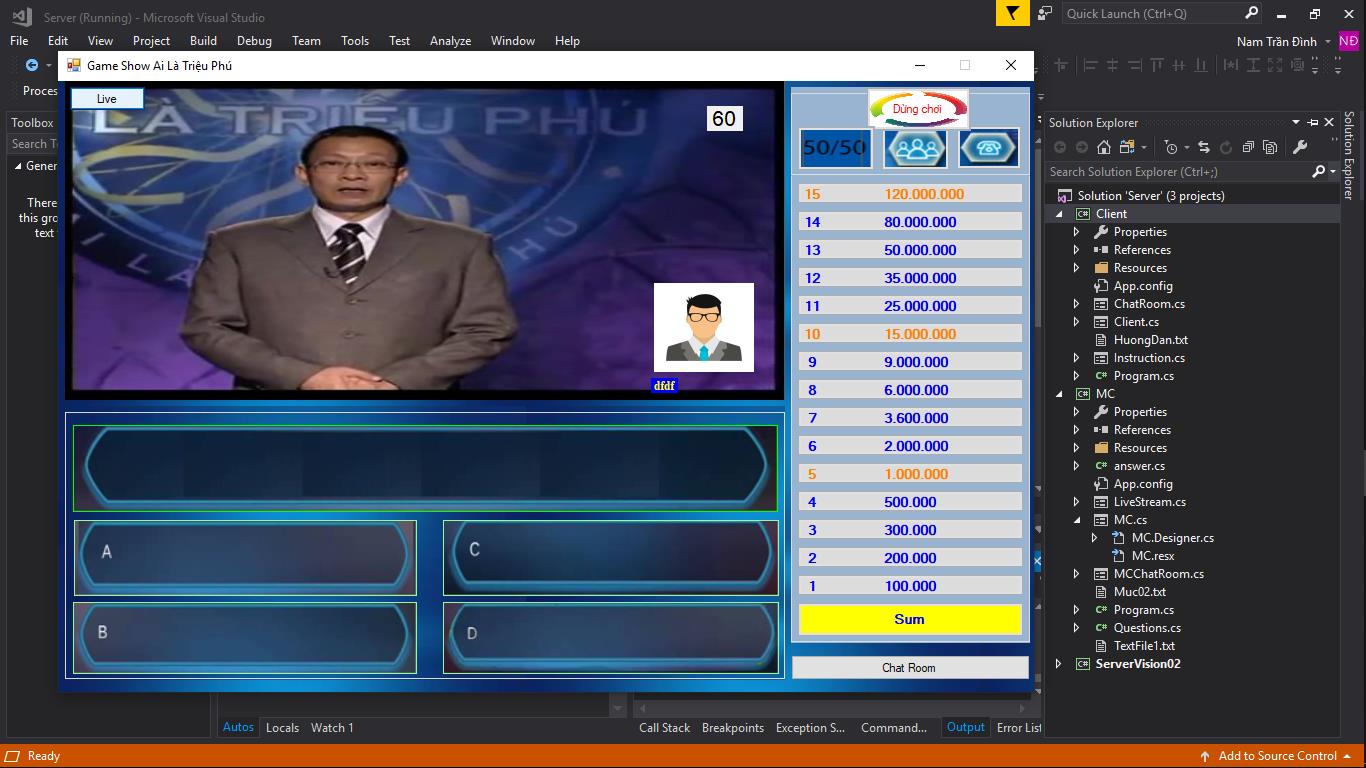 Server (Running) - Microsoft Visual Studio
Quick Launch (Ctrl+Q)
File Edit View Project Build Debug Team Tools Test Analyze Window Help
Nam Trần Đình NĐ
Game Show Ai Là Triệu Phú
Proces
Toolbox
Search To
Gener
There
this gro
text
Live
LÀ TRIỆU PHÚ
60
dfdf
A
C
B
D
Dừng chơi
50/50
15 120.000.000
14 80.000.000
13 50.000.000
12 35.000.000
11 25.000.000
10 15.000.000
9 9.000.000
8 6.000.000
7 3.600.000
6 2.000.000
5 1.000.000
4 500.000
3 300.000
2 200.000
1 100.000
Sum
Chat Room
Solution Explorer
Search Solution Explorer (Ctrl+;)
Solution 'Server' (3 projects)
C# Client
Properties
References
Resources
App.config
ChatRoom.cs
Client.cs
HuongDan.txt
Instruction.cs
C# Program.cs
C# MC
Properties
References
Resources
C# answer.cs
App.config
LiveStream.cs
MC.cs
MC.Designer.cs
MC.resx
MCChatRoom.cs
Muc02.txt
C# Program.cs
C# Questions.cs
TextFile1.txt
C# ServerVision02
Solution Explorer
Autos Locals Watch 1
Call Stack Breakpoints Exception S... Command... Output Error List
Ready
Add to Source Control